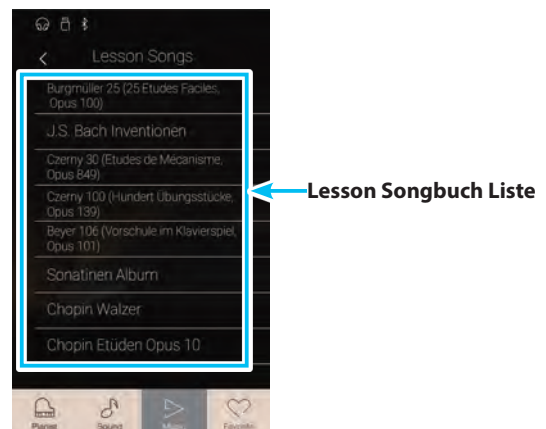 Lesson Songs
Burgmüller 25 (25 Etudes Faciles,
Opus 100)
J.S. Bach Inventionen
Czerny 30 (Etudes de Mécanisme,
Opus 849)
Czerny 100 (Hundert Übungsstücke,
Opus 139)
Beyer 106 (Vorschule im Klavierspiel,
Opus 101)
Sonatinen Album
Chopin Walzer
Chopin Etüden Opus 10
Lesson Songbuch Liste
Pianist Sound Music Favorite